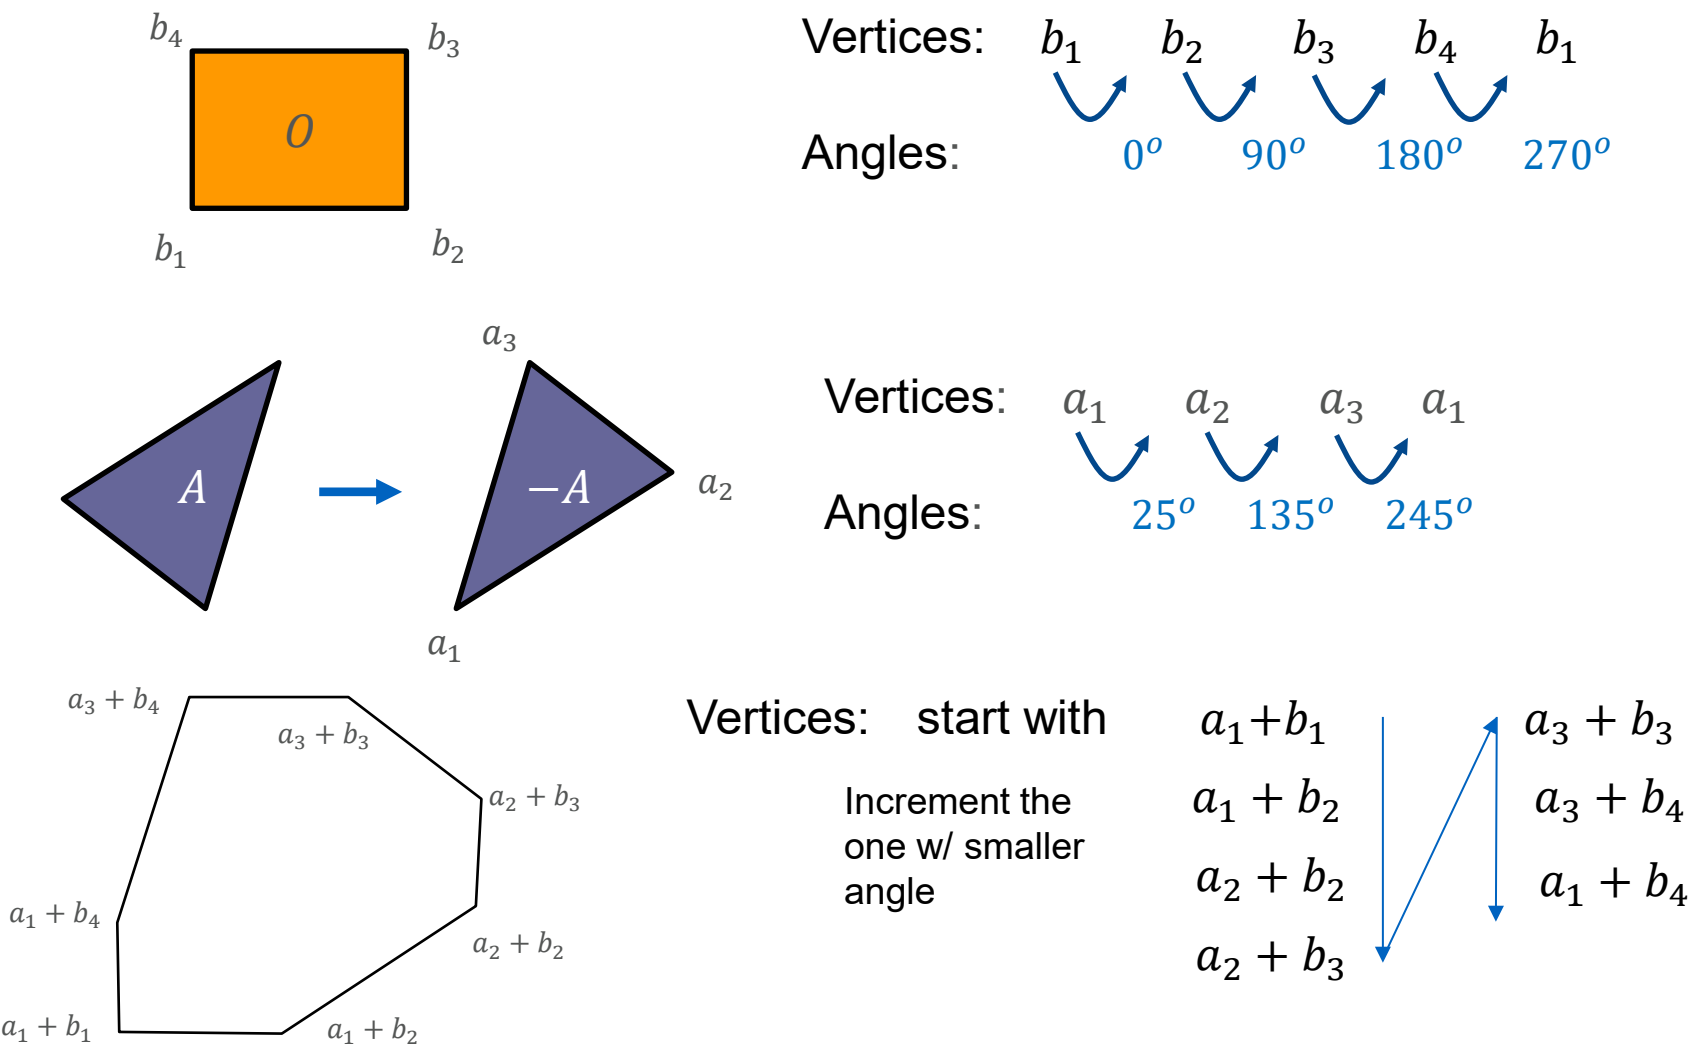 b₄
b₃
O
b₁
b₂
Vertices: b₁ b₂ b₃ b₄ b₁
Angles: 0ᵒ 90ᵒ 180ᵒ 270ᵒ
a₃
A
−A
a₂
a₁
Vertices: a₁ a₂ a₃ a₁
Angles: 25ᵒ 135ᵒ 245ᵒ
a₃ + b₄
a₃ + b₃
a₂ + b₃
a₁ + b₄
a₂ + b₂
a₁ + b₁
a₁ + b₂
Vertices: start with
Increment the
one w/ smaller
angle
a₁+b₁
a₁ + b₂
a₂ + b₂
a₂ + b₃
a₃ + b₃
a₃ + b₄
a₁ + b₄